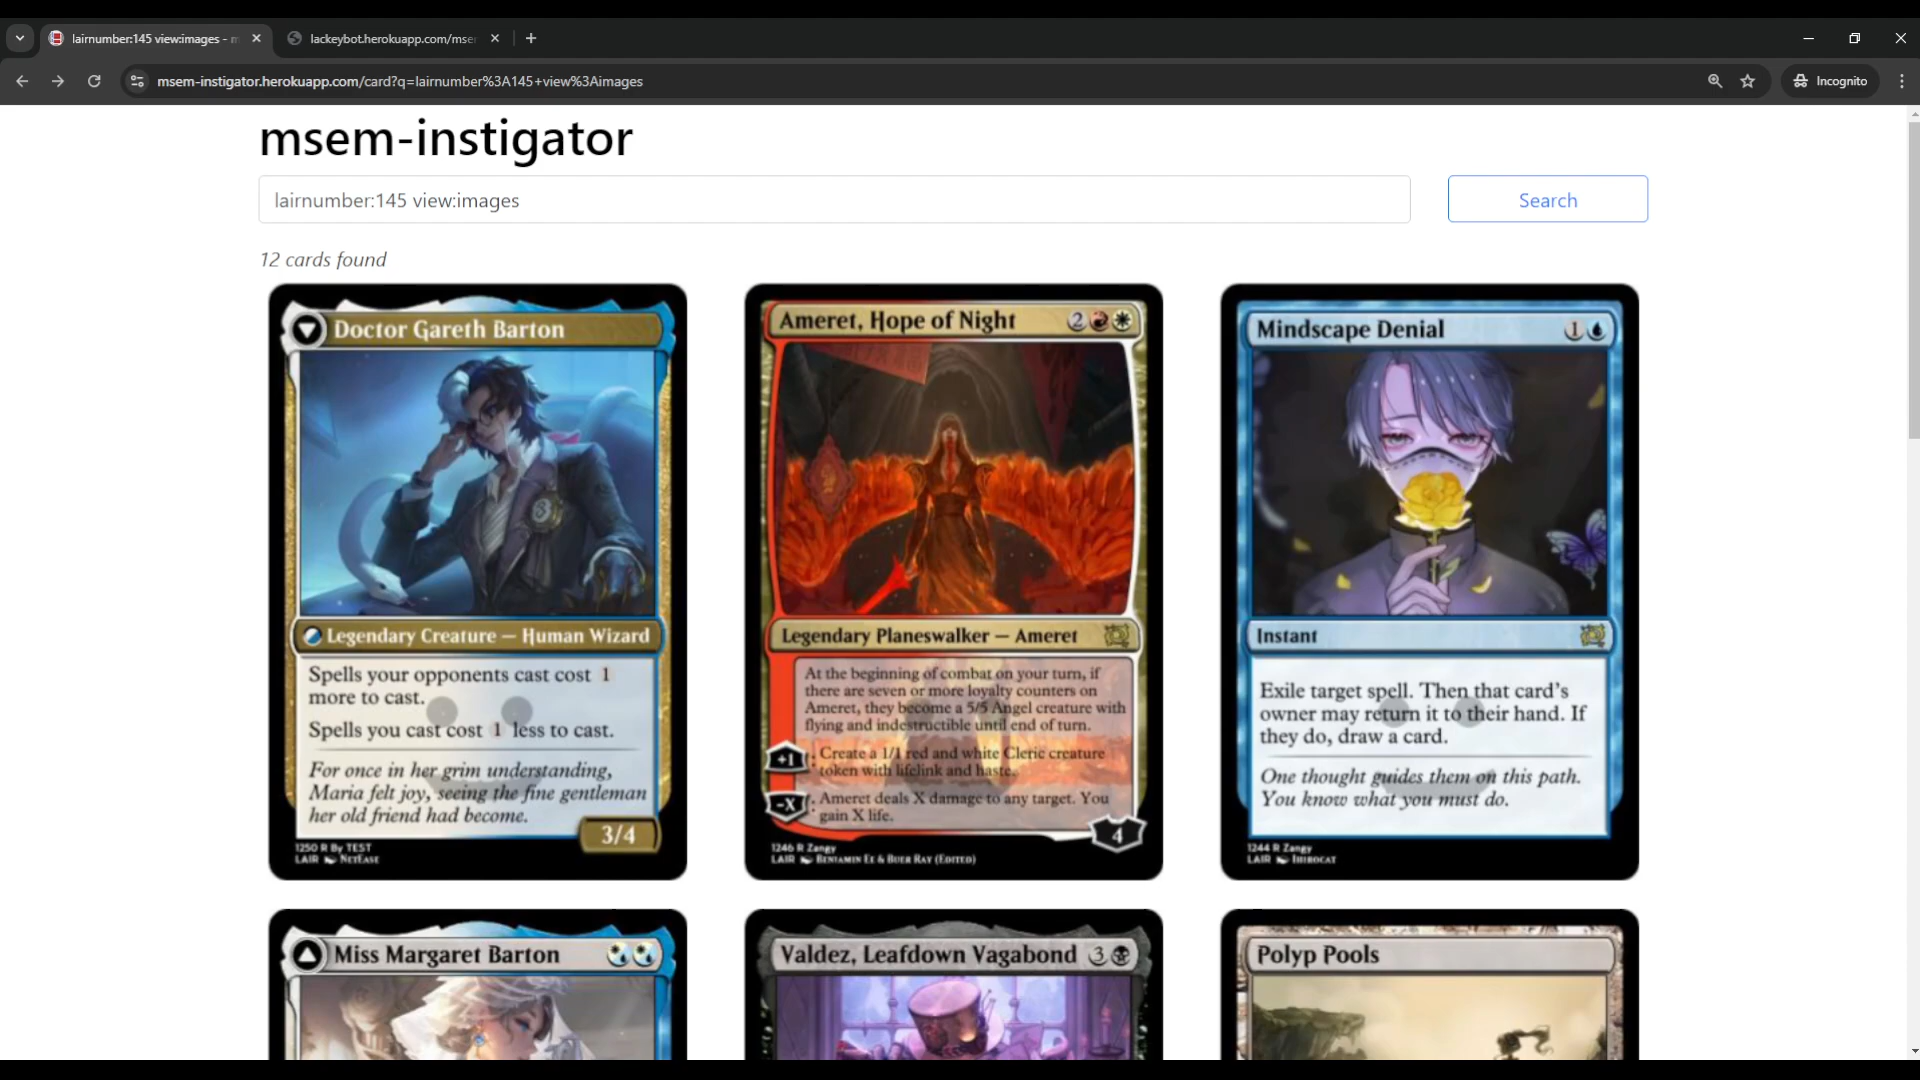 lairnumber:145 view:images - m
lackeybot.herokuapp.com/mse
msem-instigator.herokuapp.com/card?q=lairnumber%3A145+view%3Aimages
Incognito
msem-instigator
lairnumber:145 view:images
Search
12 cards found
Doctor Gareth Barton
Legendary Creature — Human Wizard
Spells your opponents cast cost 1
more to cast.
Spells you cast cost 1 less to cast.
For once in her grim understanding,
Maria felt joy, seeing the fine gentleman
her old friend had become.
3/4
1250 R By TEST
LAIR NetEase
Ameret, Hope of Night 2
Legendary Planeswalker — Ameret
At the beginning of combat on your turn, if
there are seven or more loyalty counters on
Ameret, they become a 5/5 Angel creature with
flying and indestructible until end of turn.
+1 : Create a 1/1 red and white Cleric creature
token with lifelink and haste.
-X : Ameret deals X damage to any target. You
gain X life.
4
1246 R Zangy
LAIR Benjamin Ee & Buer Ray (Edited)
Mindscape Denial 1
Instant
Exile target spell. Then that card's
owner may return it to their hand. If
they do, draw a card.
One thought guides them on this path.
You know what you must do.
1244 R Zangy
LAIR Ihirocat
Miss Margaret Barton
Valdez, Leafdown Vagabond 3
Polyp Pools